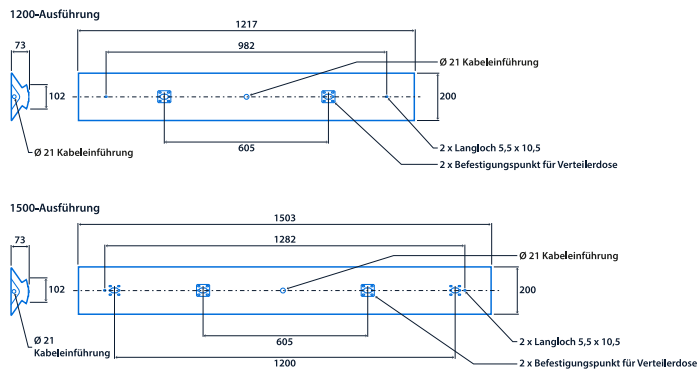 1200-Ausführung
1217
73
982
Ø 21 Kabeleinführung
102
200
605
2 x Langloch 5,5 x 10,5
Ø 21 Kabeleinführung
2 x Befestigungspunkt für Verteilerdose
1500-Ausführung
1503
73
1282
Ø 21 Kabeleinführung
102
200
Ø 21
Kabeleinführung
605
2 x Langloch 5,5 x 10,5
1200
2 x Befestigungspunkt für Verteilerdose